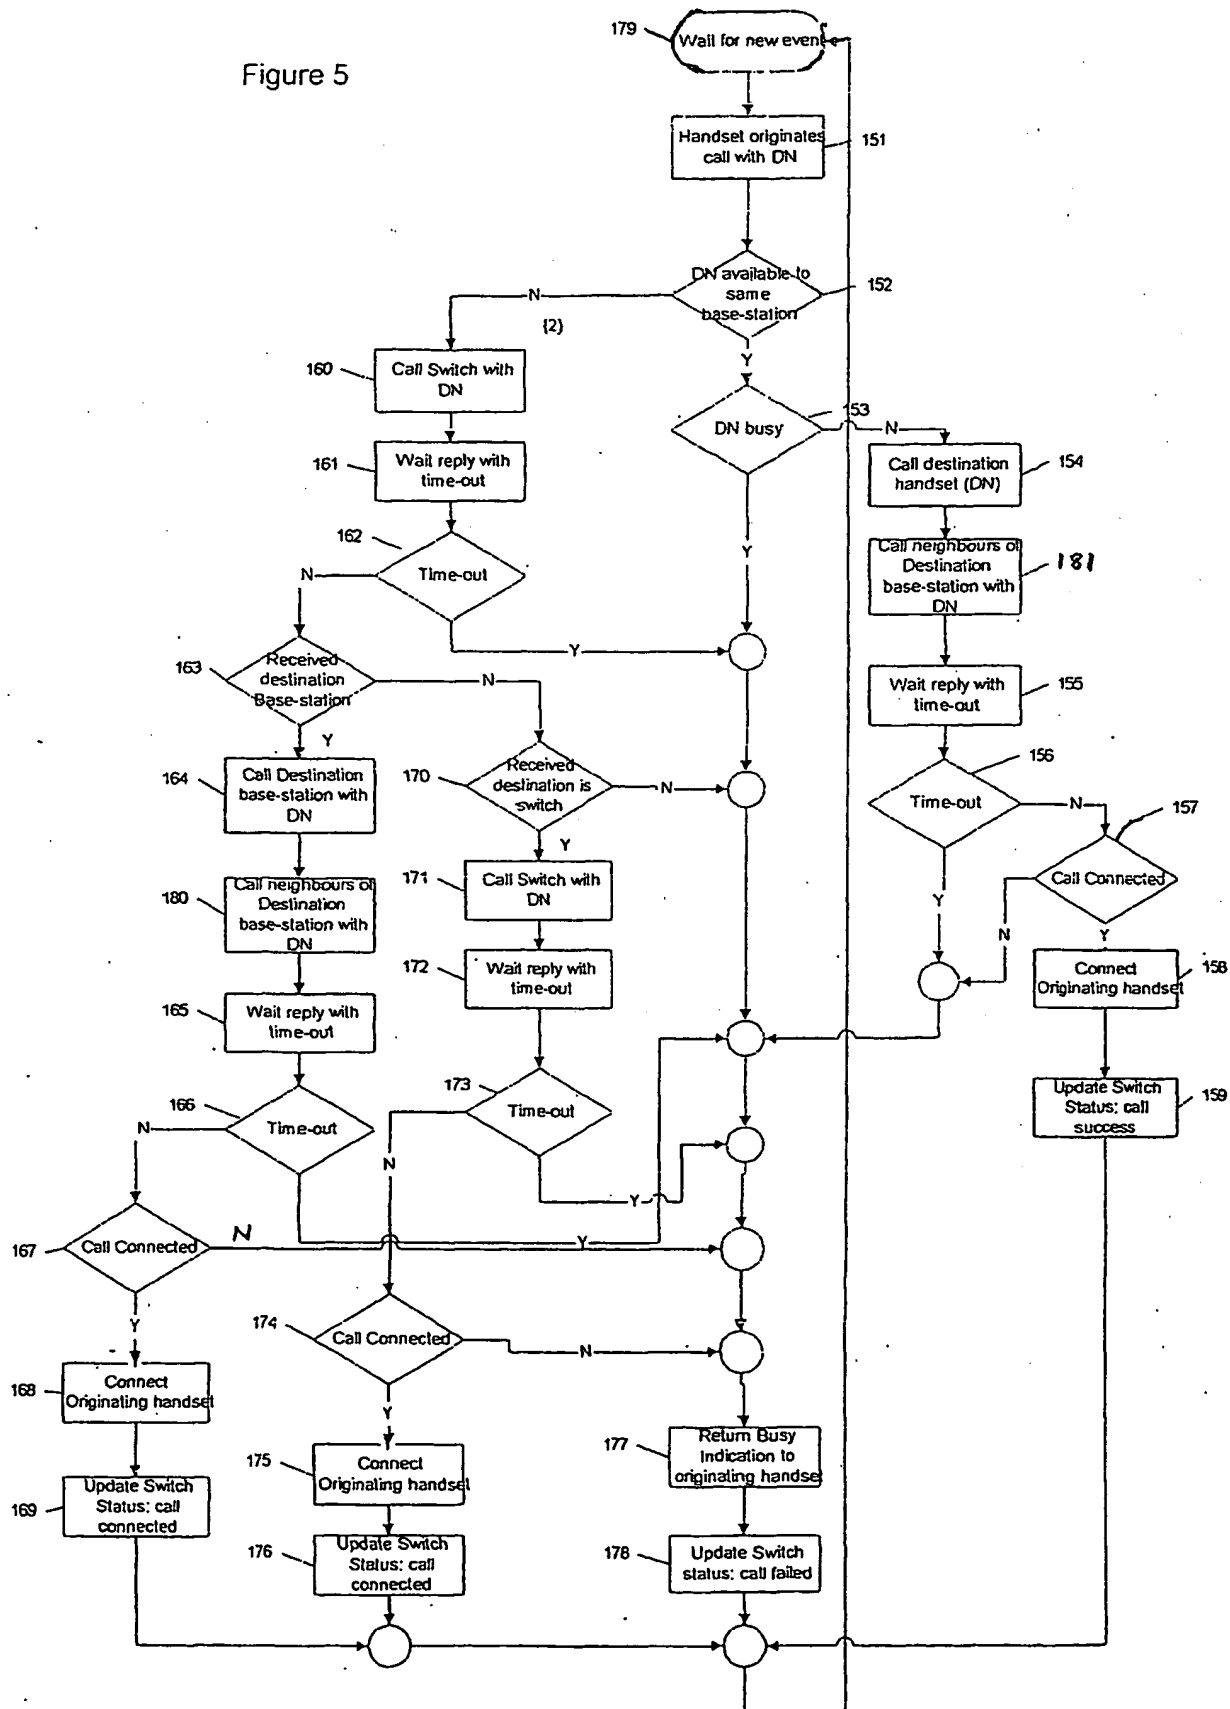 Figure 5
179
Wait for new event
Handset originates
call with DN
151
DN available to
same
base-station
152
N
{2}
Y
160
Call Switch with
DN
DN busy
153
N
161
Wait reply with
time-out
Call destination
handset (DN)
154
162
Time-out
N
Y
Y
Call neighbours of
Destination
base-station with
DN
181
163
Received
destination
Base-station
N
Y
Wait reply with
time-out
155
164
Call Destination
base-station with
DN
170
Received
destination is
switch
N
Y
Time-out
156
N
Y
157
Call Connected
N
Y
180
Call neighbours of
Destination
base-station with
DN
171
Call Switch with
DN
172
Wait reply with
time-out
Connect
Originating handset
158
165
Wait reply with
time-out
173
Time-out
N
Y
Update Switch
Status: call
success
159
166
Time-out
N
Y
167
Call Connected
N
Y
174
Call Connected
N
Y
168
Connect
Originating handset
175
Connect
Originating handset
177
Return Busy
Indication to
originating handset
169
Update Switch
Status: call
connected
176
Update Switch
Status: call
connected
178
Update Switch
status: call failed